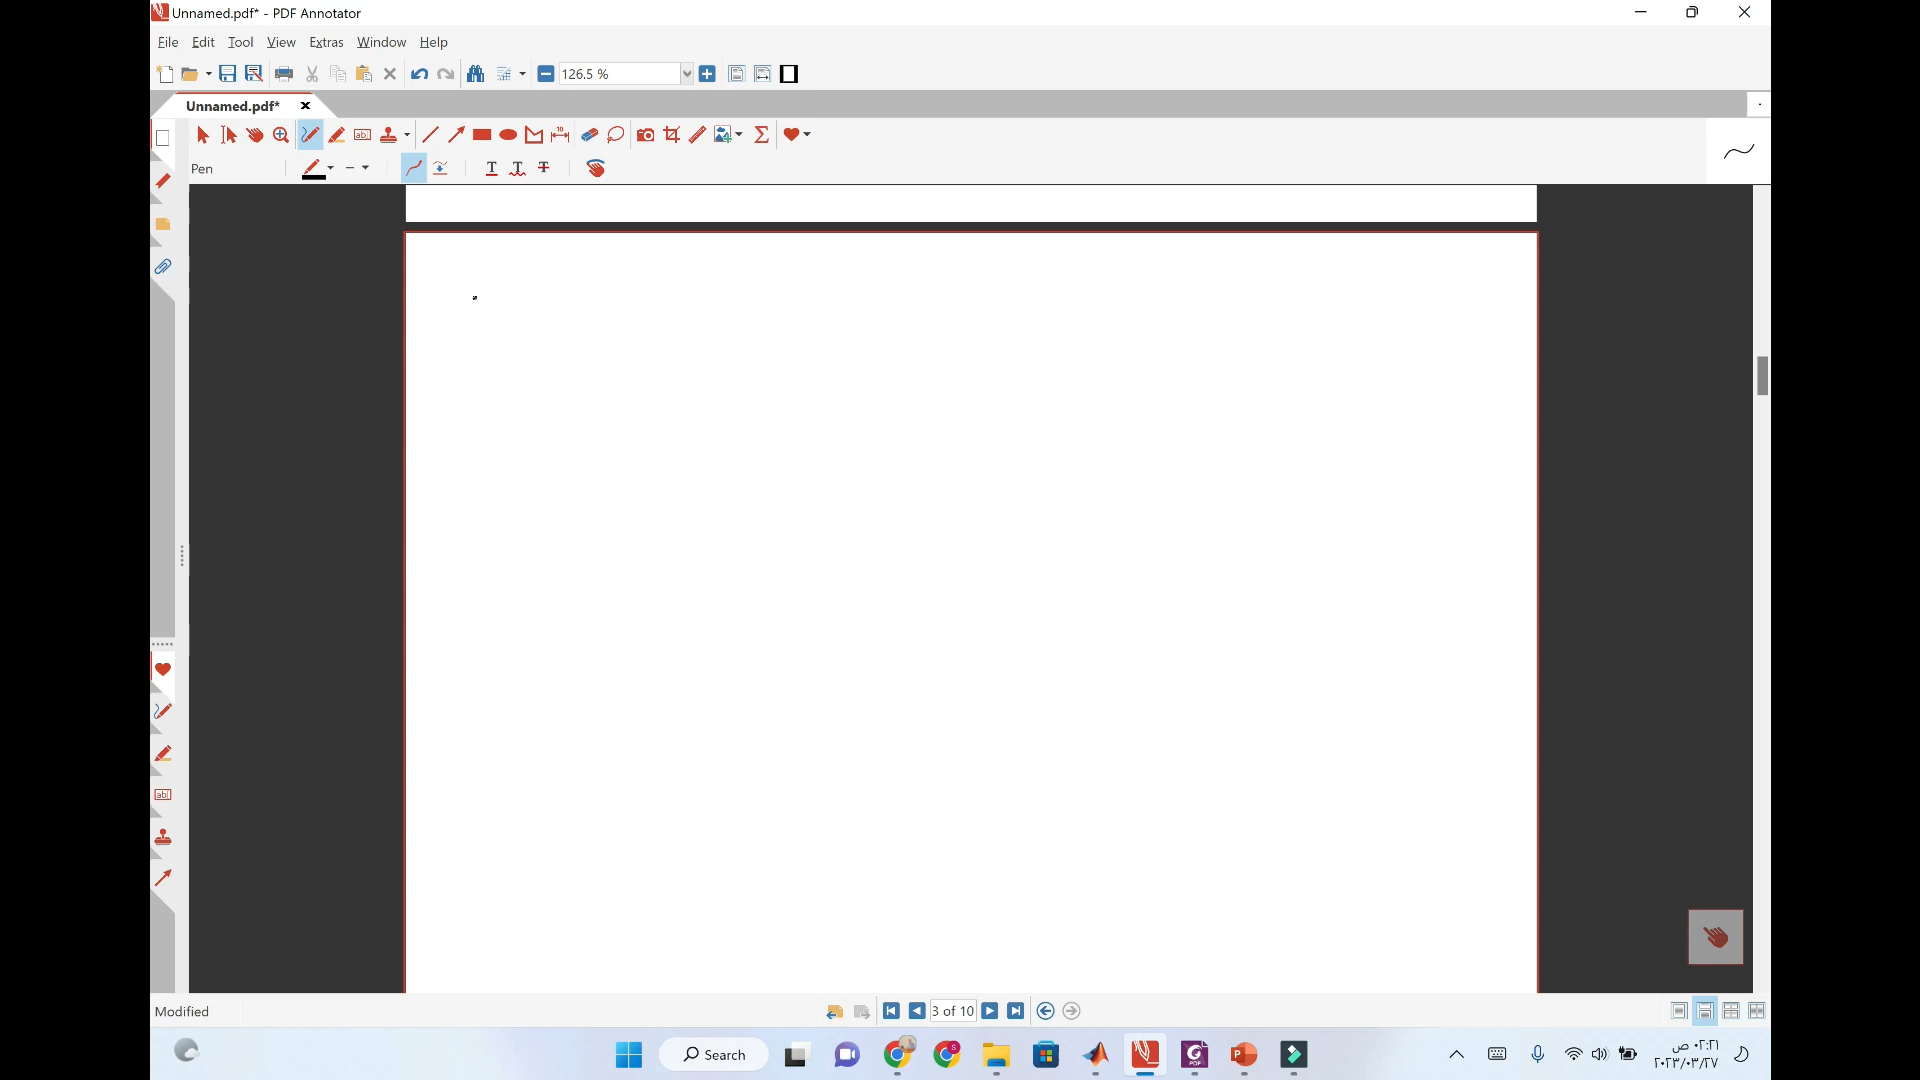 Unnamed.pdf* - PDF Annotator
File Edit Tool View Extras Window Help
126.5 %
Unnamed.pdf*
Pen
Modified
3 of 10
Search
٠٢:٢١ ص
٢٠٢٣/٠٣/٢٧